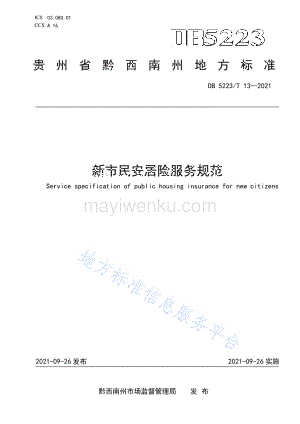 ICS 03.080.01
CCS A 16
DB5223
贵州省黔西南州地方标准
DB 5223/T 13—2021
新市民安居险服务规范
Service specification of public housing insurance for new citizens
mayiwenku.com
地方标准信息服务平台
2021-09-26 发布
2021-09-26 实施
黔西南州市场监督管理局 发布